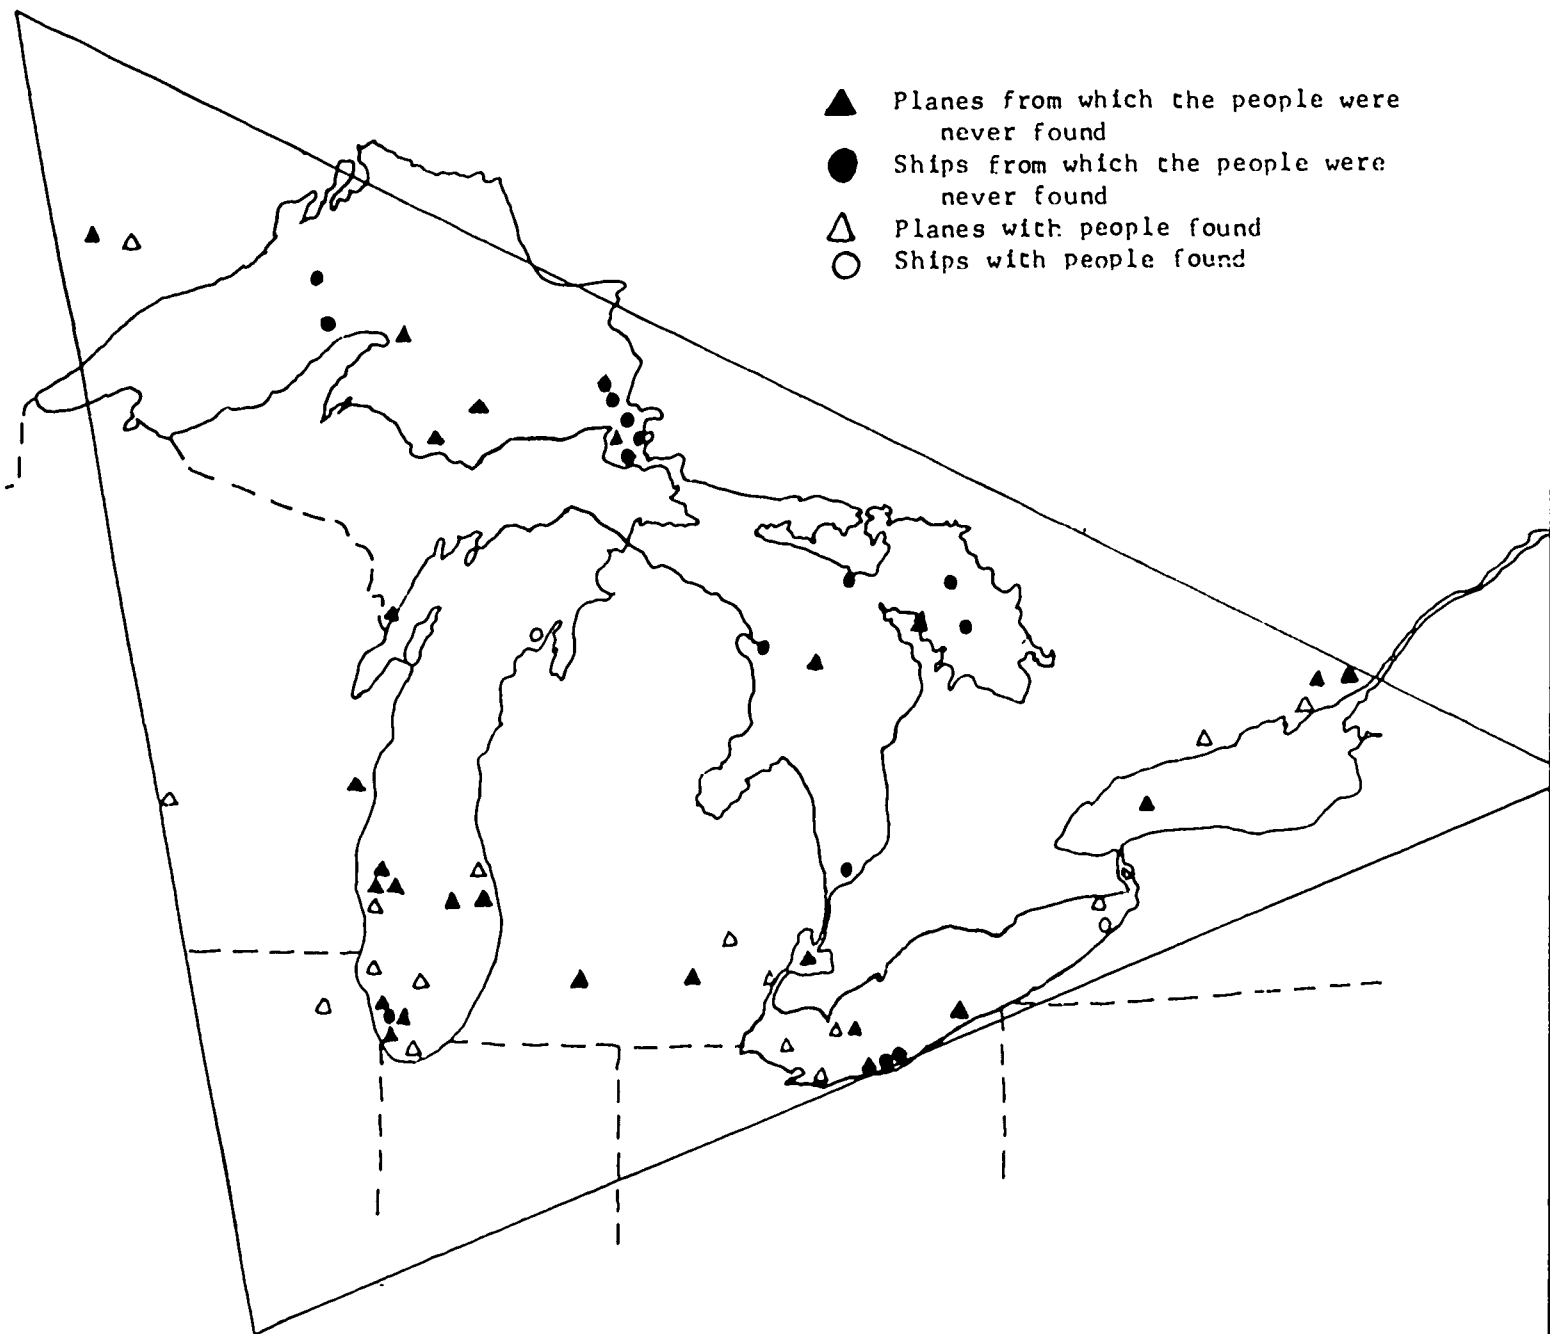 Planes from which the people were
never found
Ships from which the people were
never found
Planes with people found
Ships with people found